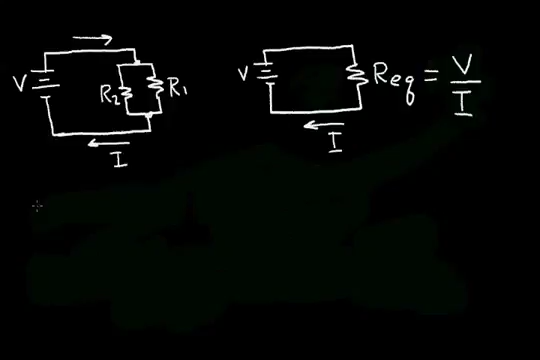 V R₂ R₁
I
V Req = V/I
I